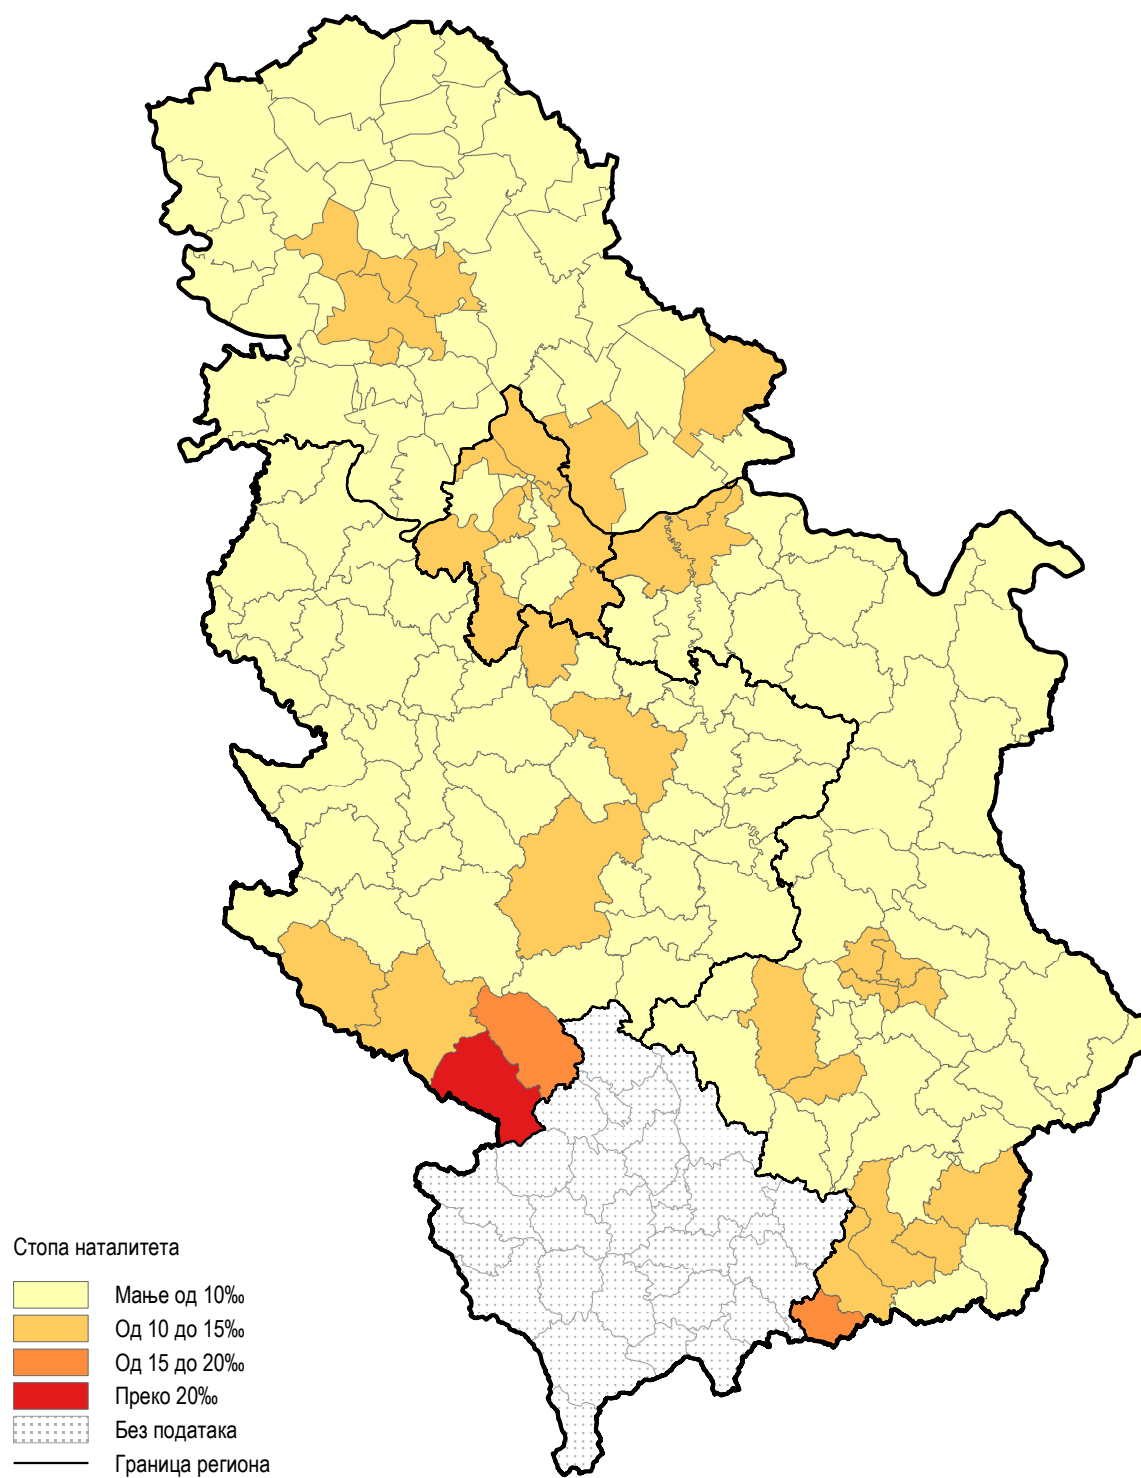 Стопа наталитета
Мање од 10‰
Од 10 до 15‰
Од 15 до 20‰
Преко 20‰
Без података
Граница региона